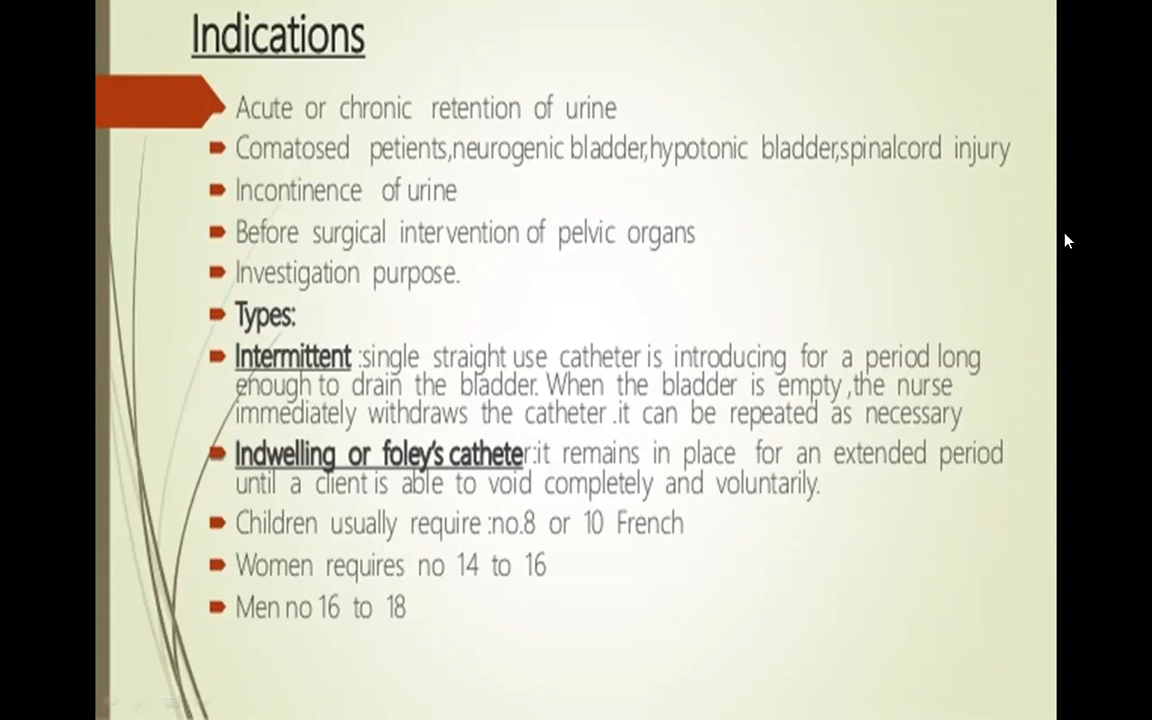 Indications
Acute or chronic retention of urine
Comatosed petients,neurogenic bladder,hypotonic bladder,spinalcord injury
Incontinence of urine
Before surgical intervention of pelvic organs
Investigation purpose.
Types:
Intermittent :single straight use catheter is introducing for a period long
enough to drain the bladder. When the bladder is empty ,the nurse
immediately withdraws the catheter .it can be repeated as necessary
Indwelling or foley's catheter:it remains in place for an extended period
until a client is able to void completely and voluntarily.
Children usually require :no.8 or 10 French
Women requires no 14 to 16
Men no 16 to 18